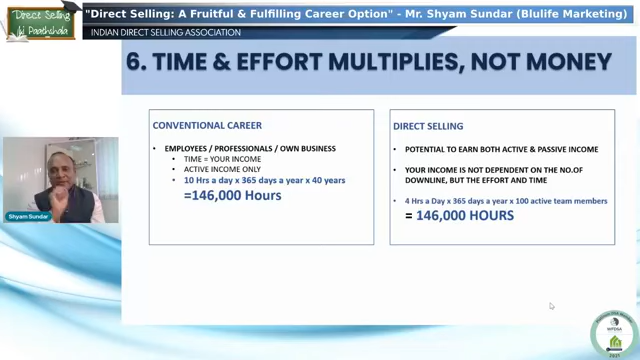 Direct Selling
ki Paathshala
"Direct Selling: A Fruitful & Fulfilling Career Option" - Mr. Shyam Sundar (Blulife Marketing)
INDIAN DIRECT SELLING ASSOCIATION
6. TIME & EFFORT MULTIPLIES, NOT MONEY
CONVENTIONAL CAREER
• EMPLOYEES / PROFESSIONALS / OWN BUSINESS
• TIME = YOUR INCOME
• ACTIVE INCOME ONLY
• 10 Hrs a day x 365 days a year x 40 years
=146,000 Hours
DIRECT SELLING
• POTENTIAL TO EARN BOTH ACTIVE & PASSIVE INCOME
• YOUR INCOME IS NOT DEPENDENT ON THE NO.OF
DOWNLINE, BUT THE EFFORT AND TIME
• 4 Hrs a Day x 365 days a year x 100 active team members
= 146,000 HOURS
Shyam Sundar
WFDSA